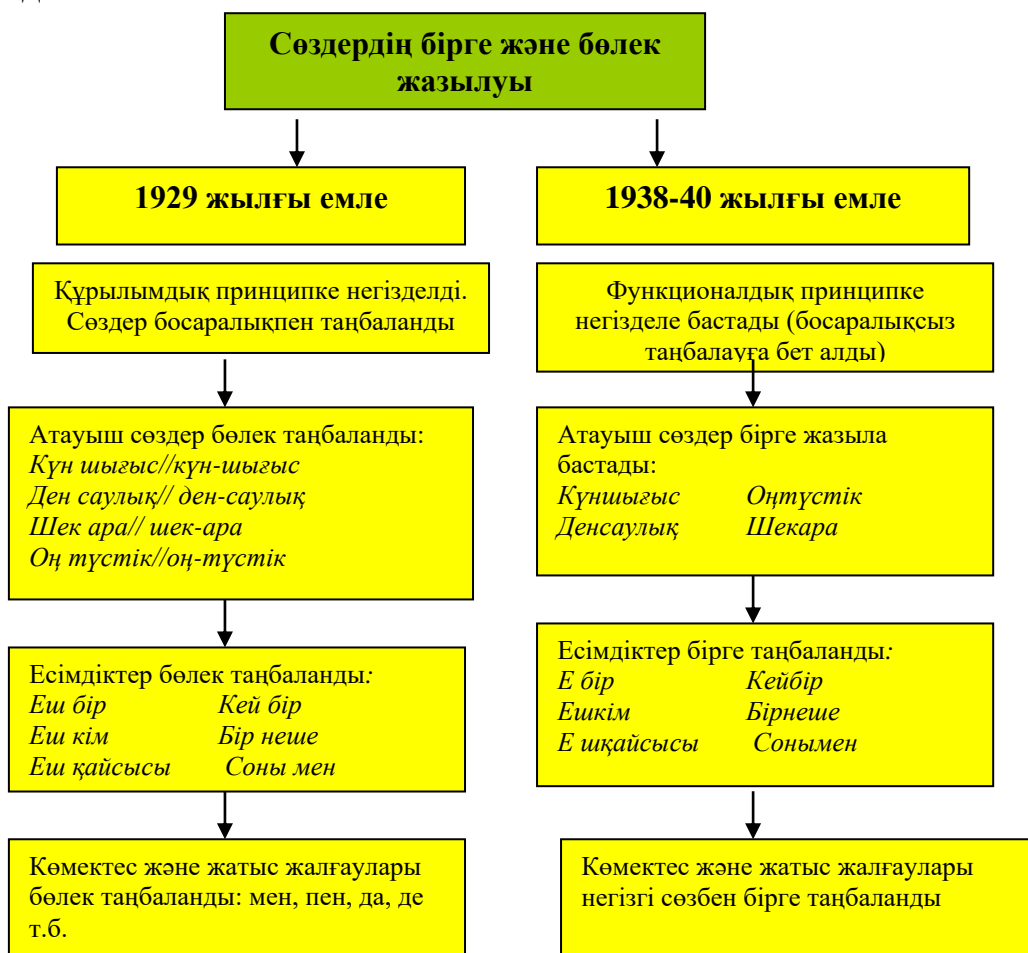 Сөздердің бірге және бөлек
жазылуы
1929 жылғы емле
1938-40 жылғы емле
Құрылымдық принципке негізделді.
Сөздер босаралықпен таңбаланды
Функционалдық принципке
негізделе бастады (босаралықсыз
таңбалауға бет алды)
Атауыш сөздер бөлек таңбаланды:
Күн шығыс//күн-шығыс
Ден саулық// ден-саулық
Шек ара// шек-ара
Оң түстік//оң-түстік
Атауыш сөздер бірге жазыла
бастады:
Күншығыс Оңтүстік
Денсаулық Шекара
Есімдіктер бөлек таңбаланды:
Еш бір Кей бір
Еш кім Бір неше
Еш қайсысы Соны мен
Есімдіктер бірге таңбаланды:
Е бір Кейбір
Ешкім Бірнеше
Е шқайсысы Сонымен
Көмектес және жатыс жалғаулары
бөлек таңбаланды: мен, пен, да, де
т.б.
Көмектес және жатыс жалғаулары
негізгі сөзбен бірге таңбаланды